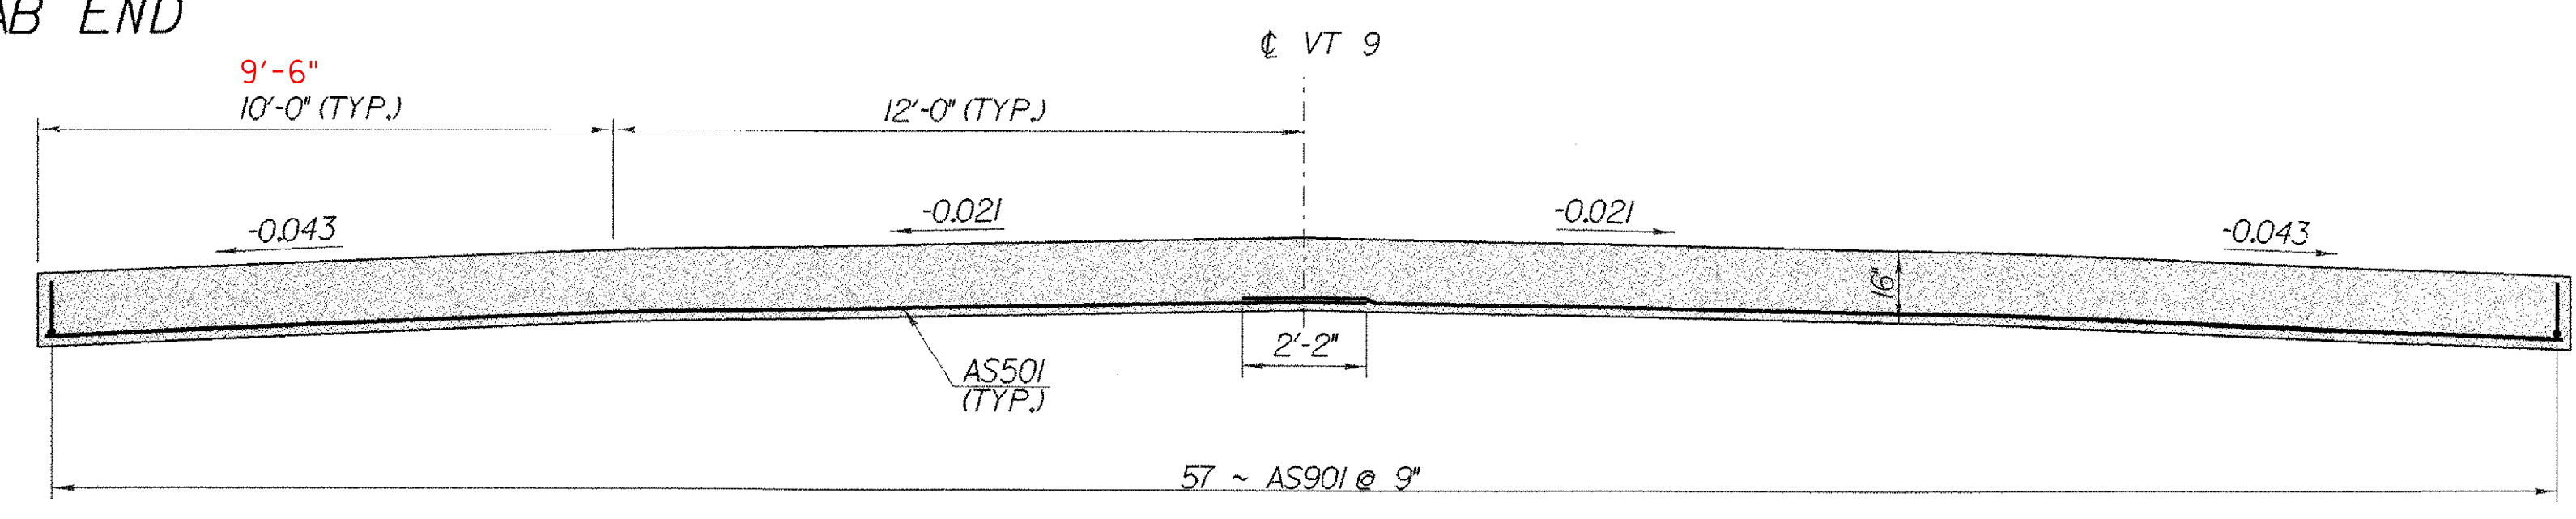 AB END
℄ VT 9
9'-6"
10'-0" (TYP.)
12'-0" (TYP.)
-0.043
-0.021
-0.021
-0.043
16"
2'-2"
AS501
(TYP.)
57 ~ AS901 @ 9"